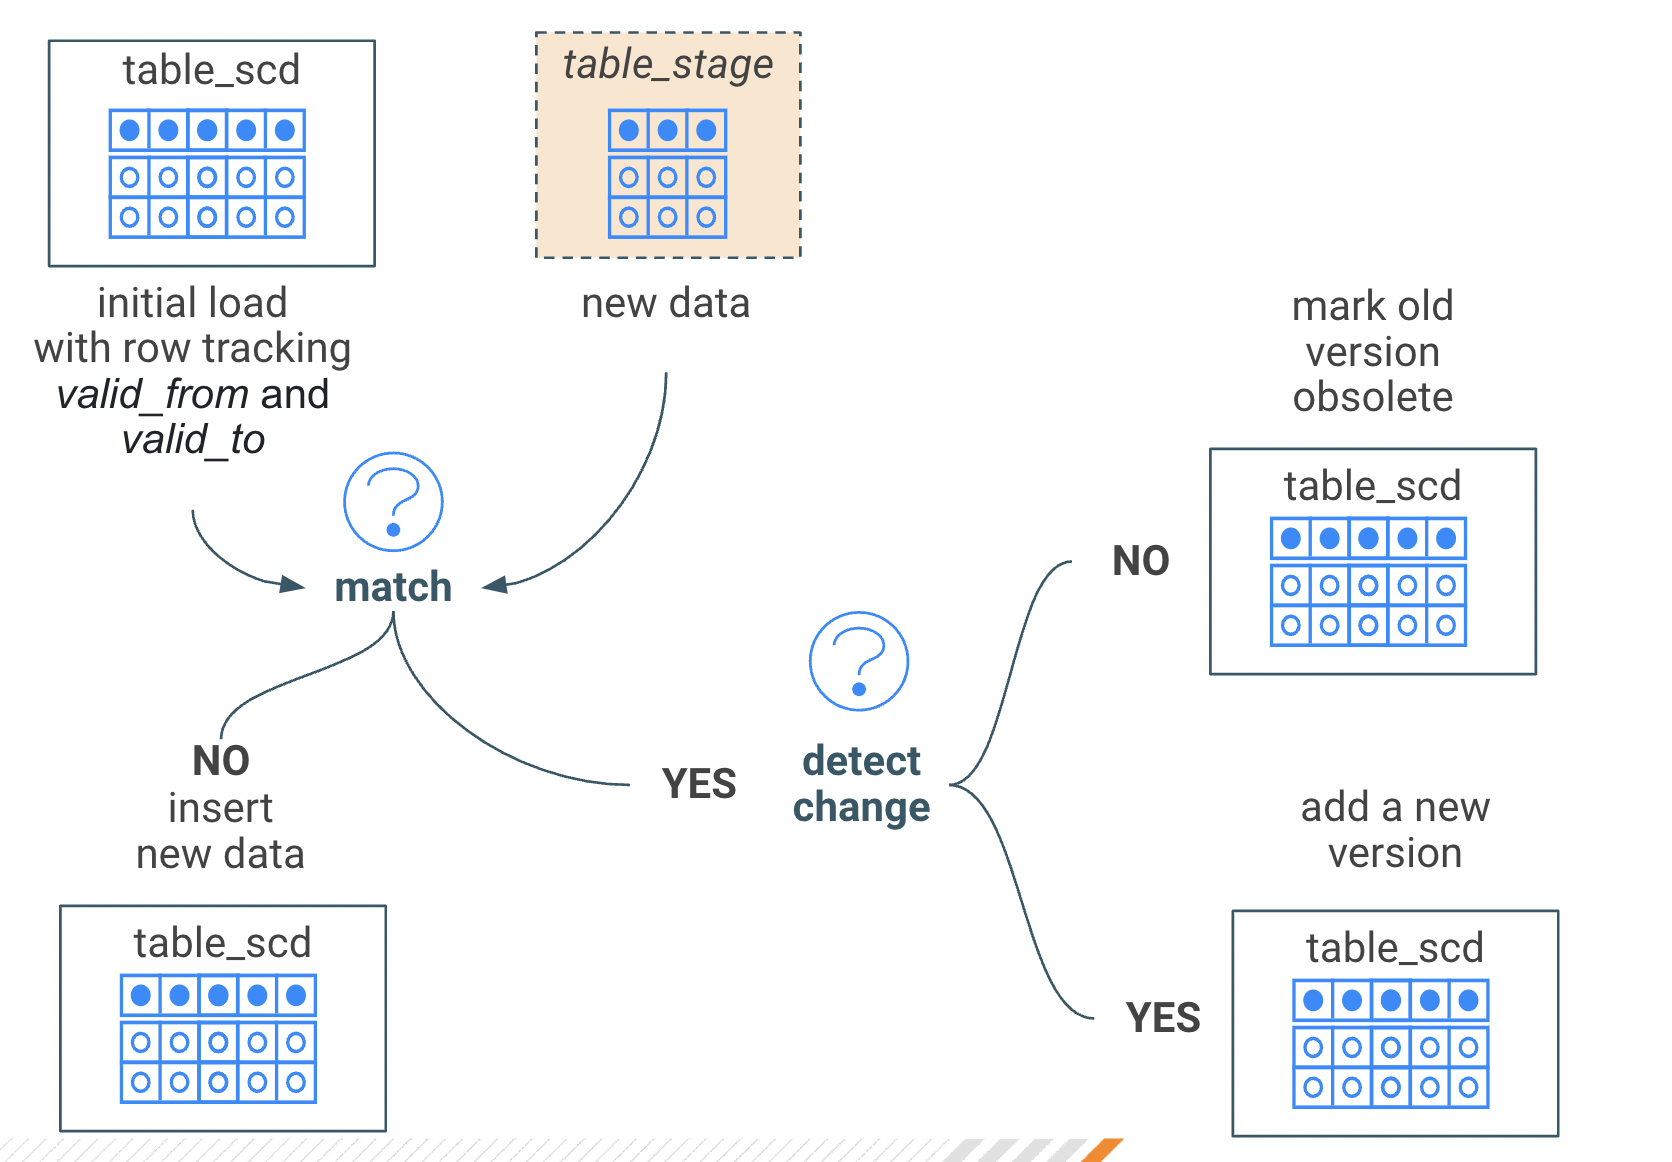 table_scd
table_stage
initial load
with row tracking
valid_from and
valid_to
new data
match
NO
insert
new data
table_scd
YES
detect
change
NO
mark old
version
obsolete
table_scd
YES
add a new
version
table_scd